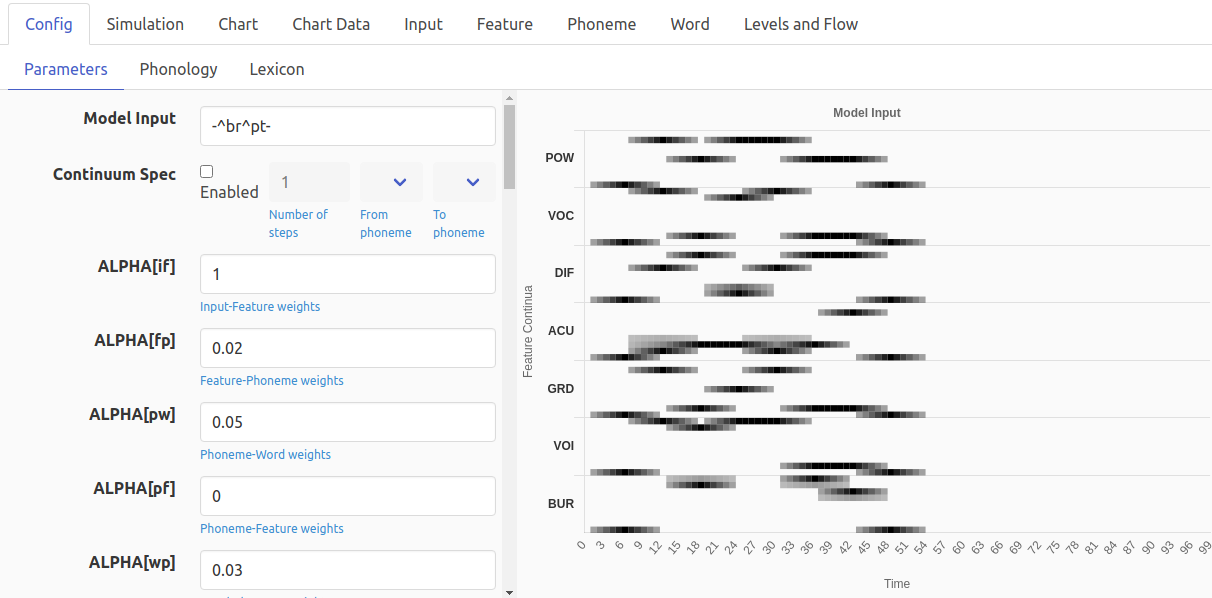 Config Simulation Chart Chart Data Input Feature Phoneme Word Levels and Flow
Parameters Phonology Lexicon
Model Input -^br^pt-
Continuum Spec Enabled 1
Number of steps
From phoneme
To phoneme
ALPHA[if] 1
Input-Feature weights
ALPHA[fp] 0.02
Feature-Phoneme weights
ALPHA[pw] 0.05
Phoneme-Word weights
ALPHA[pf] 0
Phoneme-Feature weights
ALPHA[wp] 0.03
Model Input
Feature Continua
POW
VOC
DIF
ACU
GRD
VOI
BUR
0 3 6 9 12 15 18 21 24 27 30 33 36 39 42 45 48 51 54 57 60 63 66 69 72 75 78 81 84 87 90 93 96 99
Time